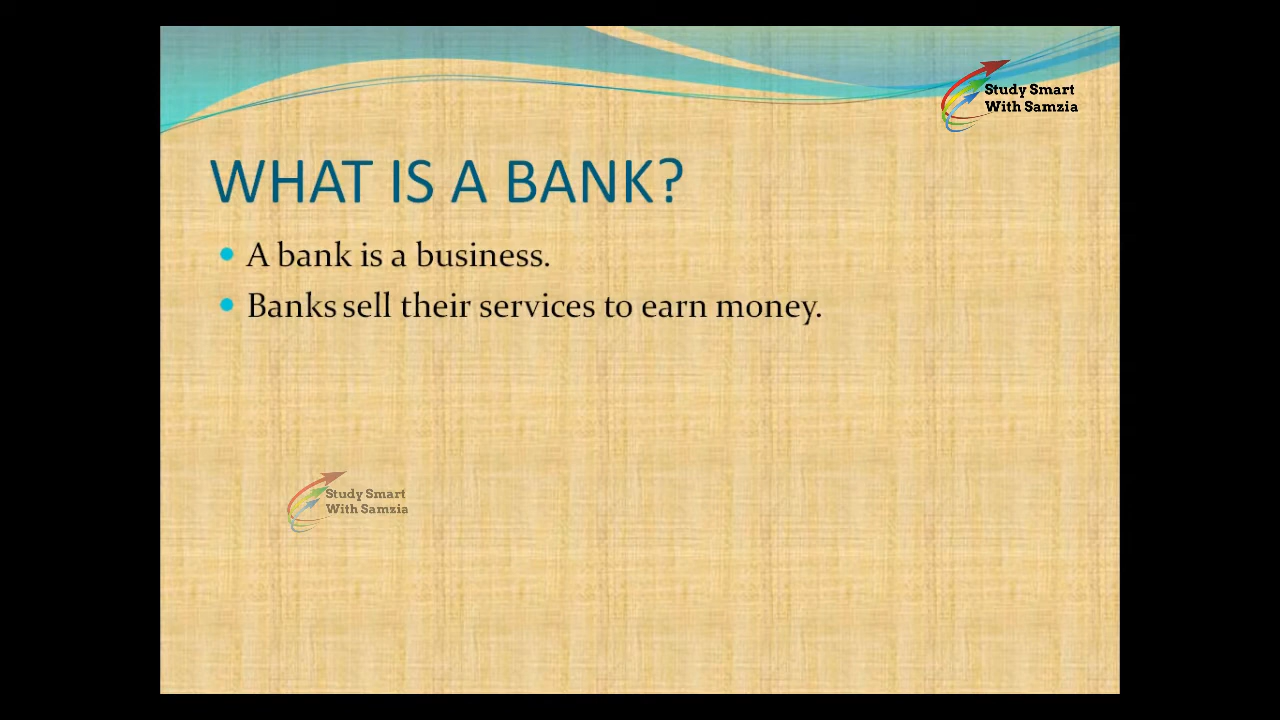 Study Smart
With Samzia
WHAT IS A BANK?
A bank is a business.
Banks sell their services to earn money.
Study Smart
With Samzia